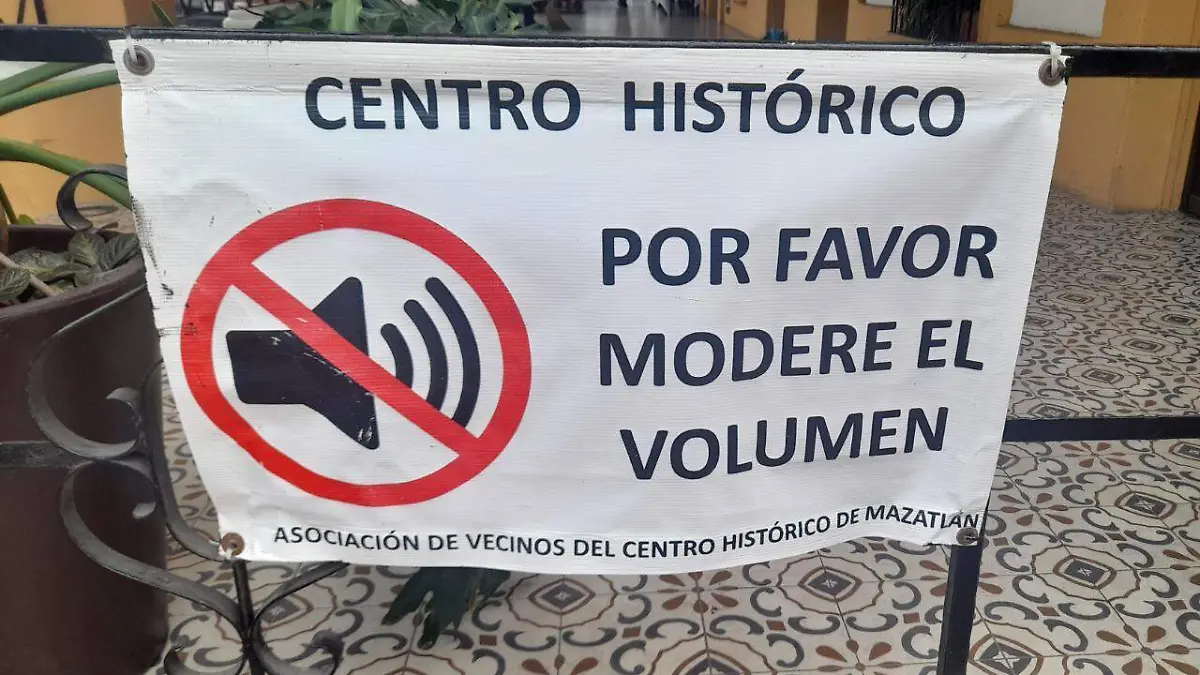 CENTRO HISTÓRICO
POR FAVOR
MODERE EL
VOLUMEN
ASOCIACIÓN DE VECINOS DEL CENTRO HISTÓRICO DE MAZATLÁN